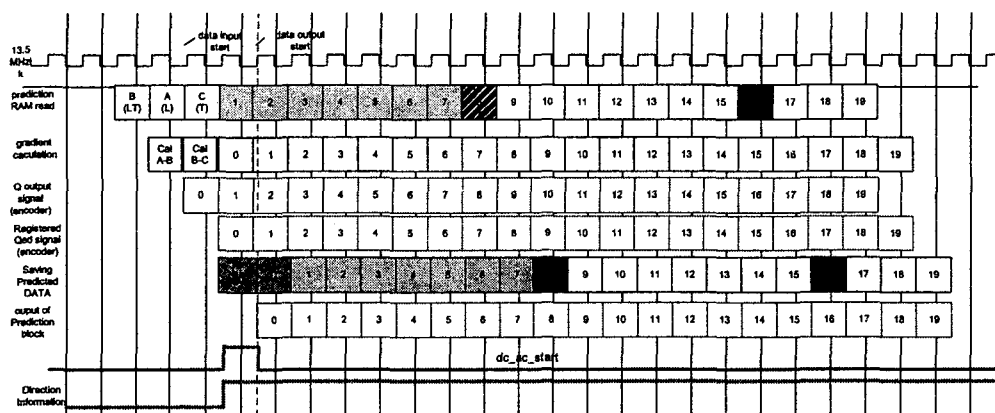 data input
start
data output
start
13.5
MHz
k
prediction
RAM read
B
(LT)
A
(L)
C
(T)
1 2 3 4 5 6 7 9 10 11 12 13 14 15 17 18 19
gradient
caculation
Cal
A-B
Cal
B-C
0 1 2 3 4 5 6 7 8 9 10 11 12 13 14 15 16 17 18 19
Q output
signal
(encoder)
0 1 2 3 4 5 6 7 8 9 10 11 12 13 14 15 16 17 18 19
Registered
Qed signal
(encoder)
0 1 2 3 4 5 6 7 8 9 10 11 12 13 14 15 16 17 18 19
Saving
Predicted
DATA
1 2 3 4 5 6 7 9 10 11 12 13 14 15 17 18 19
ouput of
Prediction
block
0 1 2 3 4 5 6 7 8 9 10 11 12 13 14 15 16 17 18 19
dc_ac_start
Direction
Information